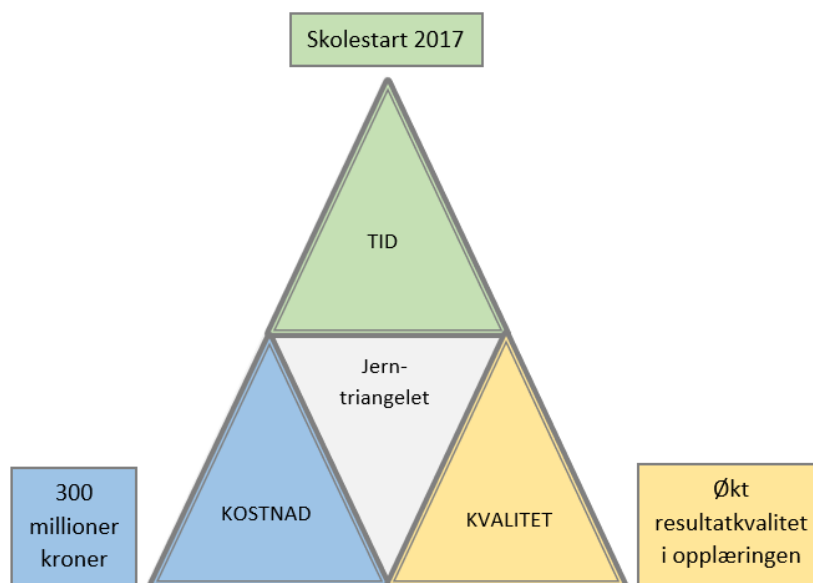 Skolestart 2017
TID
Jern-
triangelet
300
millioner
kroner
KOSTNAD
KVALITET
Økt
resultatkvalitet
i opplæringen